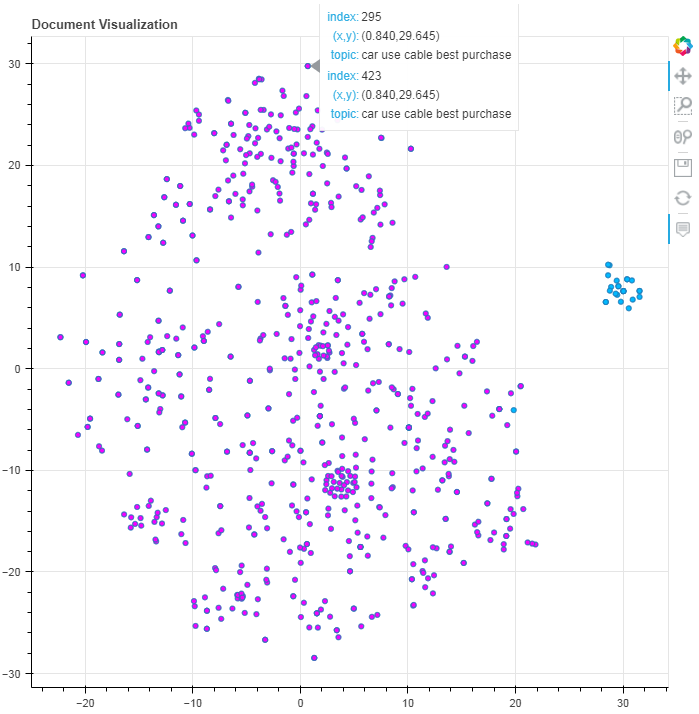 Document Visualization
index: 295
(x,y): (0.840,29.645)
topic: car use cable best purchase
index: 423
(x,y): (0.840,29.645)
topic: car use cable best purchase
30
20
10
0
−10
−20
−30
−20
−10
0
10
20
30